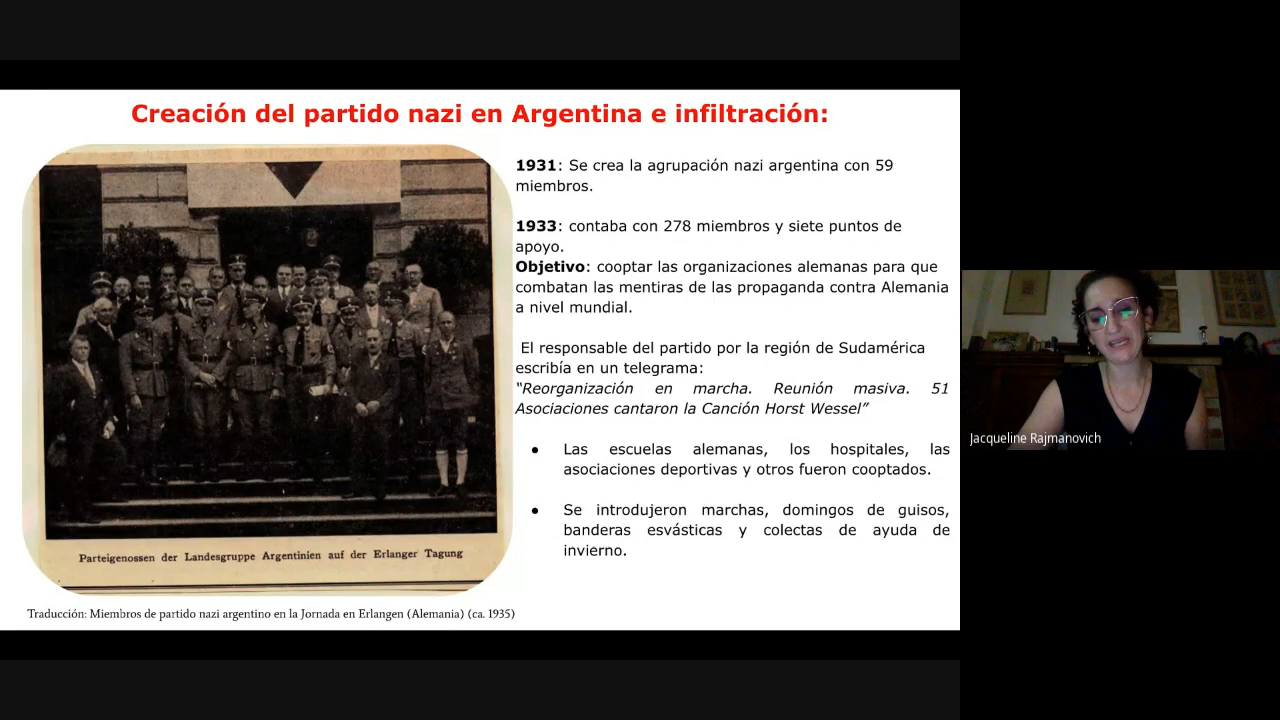 Creación del partido nazi en Argentina e infiltración:
1931: Se crea la agrupación nazi argentina con 59
miembros.
1933: contaba con 278 miembros y siete puntos de
apoyo.
Objetivo: cooptar las organizaciones alemanas para que
combatan las mentiras de las propaganda contra Alemania
a nivel mundial.
El responsable del partido por la región de Sudamérica
escribía en un telegrama:
“Reorganización en marcha. Reunión masiva. 51
Asociaciones cantaron la Canción Horst Wessel”
● Las escuelas alemanas, los hospitales, las
asociaciones deportivas y otros fueron cooptados.
● Se introdujeron marchas, domingos de guisos,
banderas esvásticas y colectas de ayuda de
invierno.
Parteigenossen der Landesgruppe Argentinien auf der Erlanger Tagung
Traducción: Miembros de partido nazi argentino en la Jornada en Erlangen (Alemania) (ca. 1935)
Jacqueline Rajmanovich